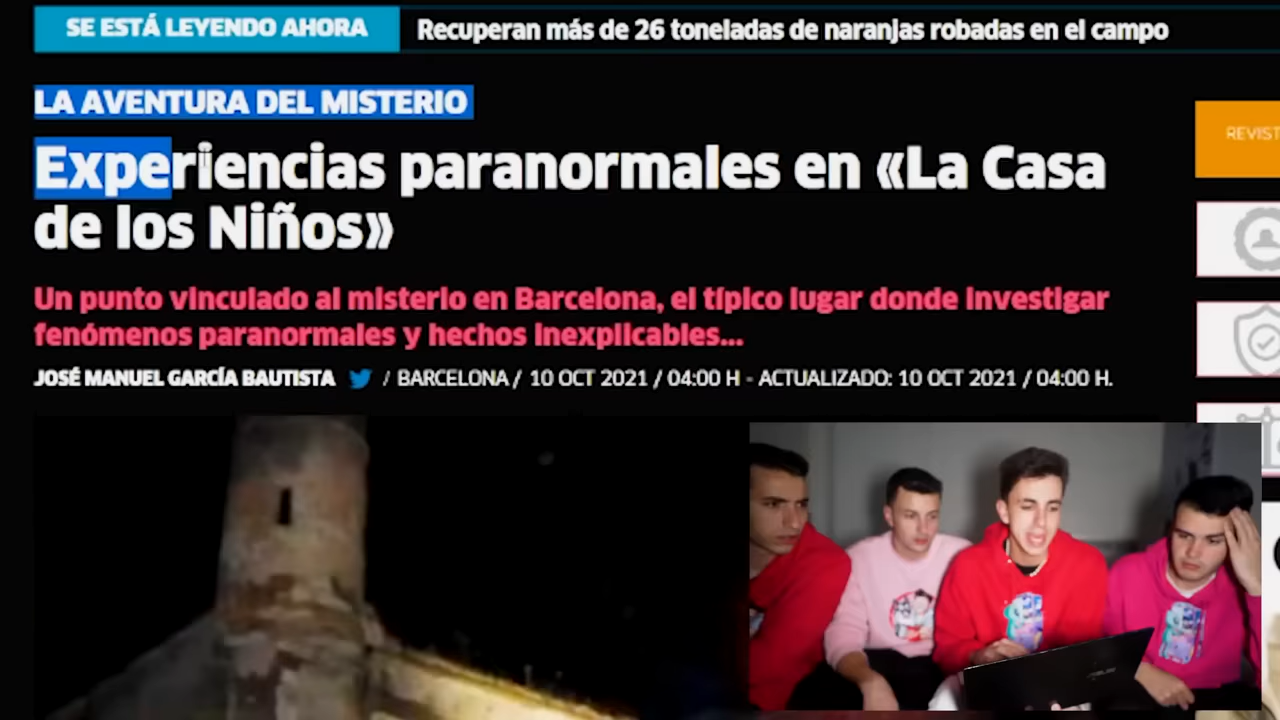 SE ESTÁ LEYENDO AHORA
Recuperan más de 26 toneladas de naranjas robadas en el campo
LA AVENTURA DEL MISTERIO
Experiencias paranormales en «La Casa
de los Niños»
Un punto vinculado al misterio en Barcelona, el típico lugar donde investigar
fenómenos paranormales y hechos inexplicables...
JOSÉ MANUEL GARCÍA BAUTISTA / BARCELONA / 10 OCT 2021 / 04:00 H - ACTUALIZADO: 10 OCT 2021 / 04:00 H.
REVIST